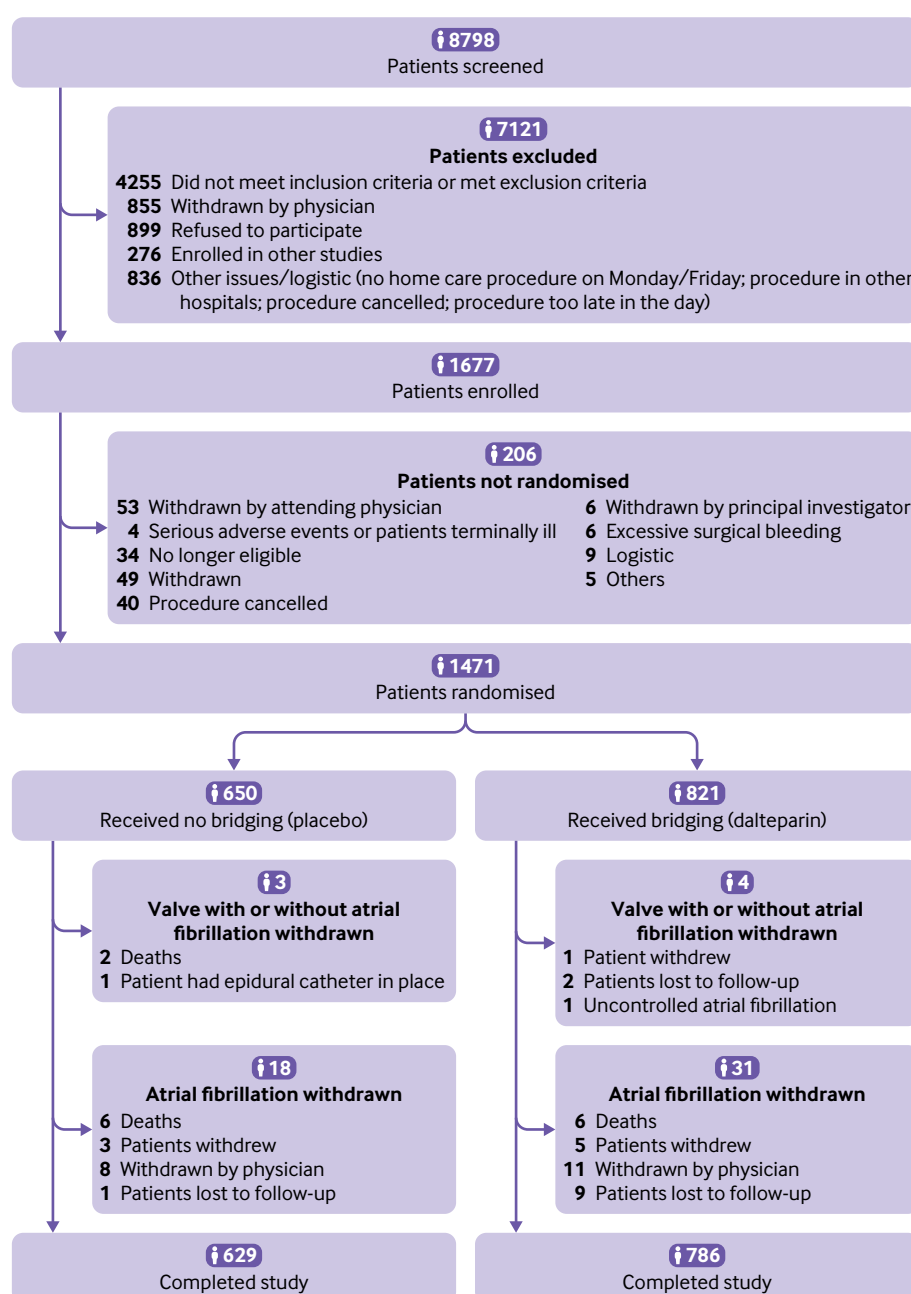 8798
Patients screened
7121
Patients excluded
4255 Did not meet inclusion criteria or met exclusion criteria
855 Withdrawn by physician
899 Refused to participate
276 Enrolled in other studies
836 Other issues/logistic (no home care procedure on Monday/Friday; procedure in other
hospitals; procedure cancelled; procedure too late in the day)
1677
Patients enrolled
206
Patients not randomised
53 Withdrawn by attending physician
4 Serious adverse events or patients terminally ill
34 No longer eligible
49 Withdrawn
40 Procedure cancelled
6 Withdrawn by principal investigator
6 Excessive surgical bleeding
9 Logistic
5 Others
1471
Patients randomised
650
Received no bridging (placebo)
3
Valve with or without atrial
fibrillation withdrawn
2 Deaths
1 Patient had epidural catheter in place
18
Atrial fibrillation withdrawn
6 Deaths
3 Patients withdrew
8 Withdrawn by physician
1 Patients lost to follow-up
629
Completed study
821
Received bridging (dalteparin)
4
Valve with or without atrial
fibrillation withdrawn
1 Patient withdrew
2 Patients lost to follow-up
1 Uncontrolled atrial fibrillation
31
Atrial fibrillation withdrawn
6 Deaths
5 Patients withdrew
11 Withdrawn by physician
9 Patients lost to follow-up
786
Completed study